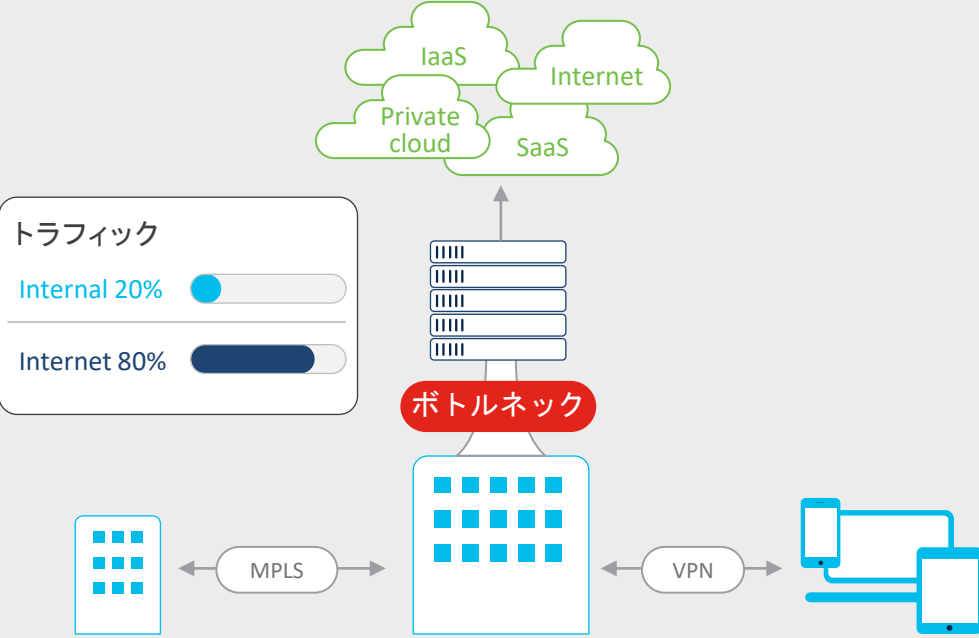 IaaS
Internet
Private
cloud
SaaS
トラフィック
Internal 20%
Internet 80%
ボトルネック
MPLS
VPN